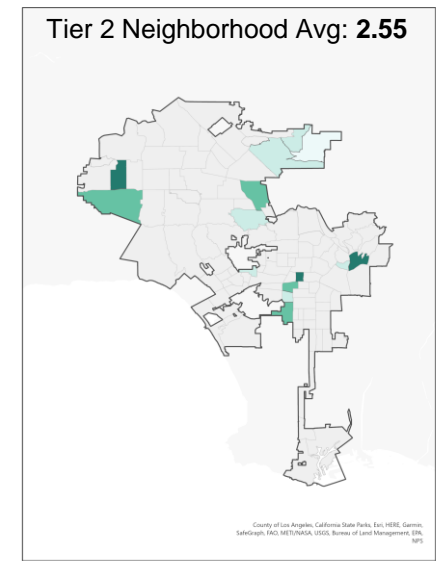 Tier 2 Neighborhood Avg: 2.55
County of Los Angeles, California State Parks, Esri, HERE, Garmin,
SafeGraph, FAO, METI/NASA, USGS, Bureau of Land Management, EPA,
NPS